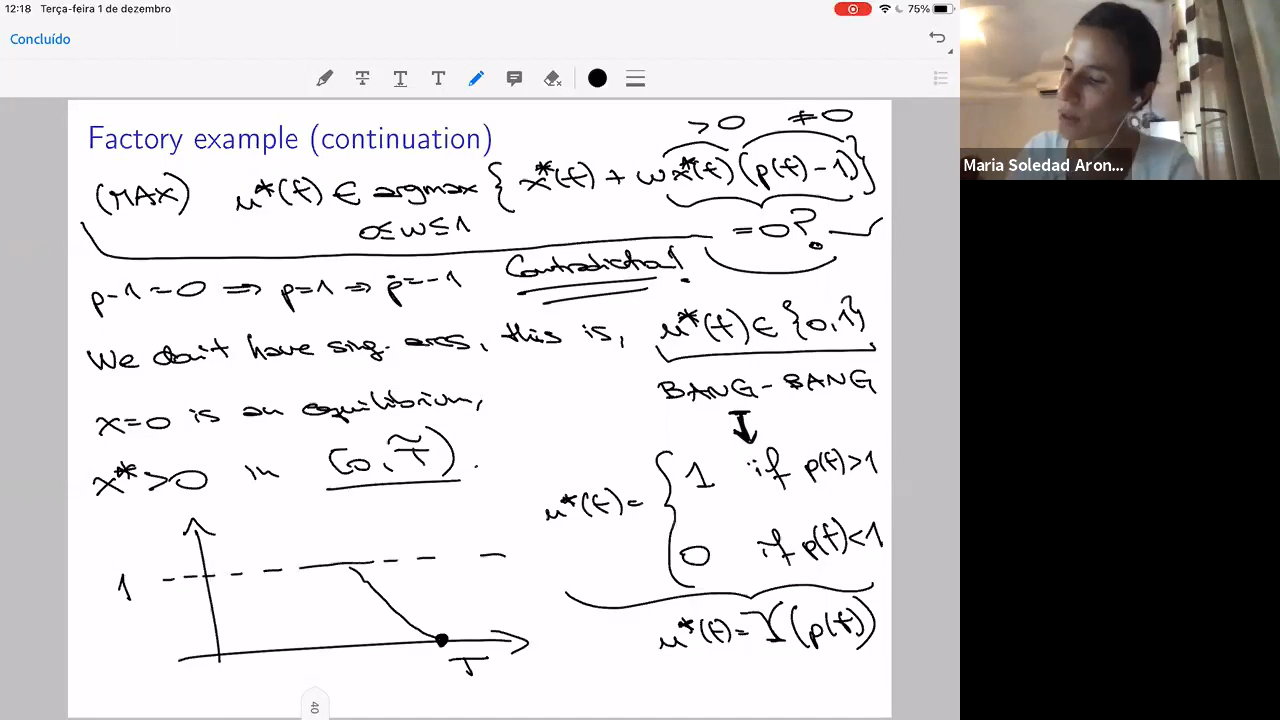 12:18 Terça-feira 1 de dezembro
75%
Concluído
Factory example (continuation)
>0 ≠0
(MAX) u*(t) ∈ argmax { x*(t) + w x*(t) (p(t) - 1) }
0≤w≤1
=0?
p-1=0 ⇒ p=1 ⇒ ṗ=-1 Contradiction!
We don't have sing. arcs, this is, u*(t) ∈ {0,1}
BANG-BANG
x=0 is an equilibrium,
x*>0 in [0,T̃).
u*(t)= { 1 if p(t)>1
0 if p(t)<1
1
u*(t)=Υ(p(t))
T
40
Maria Soledad Aron...